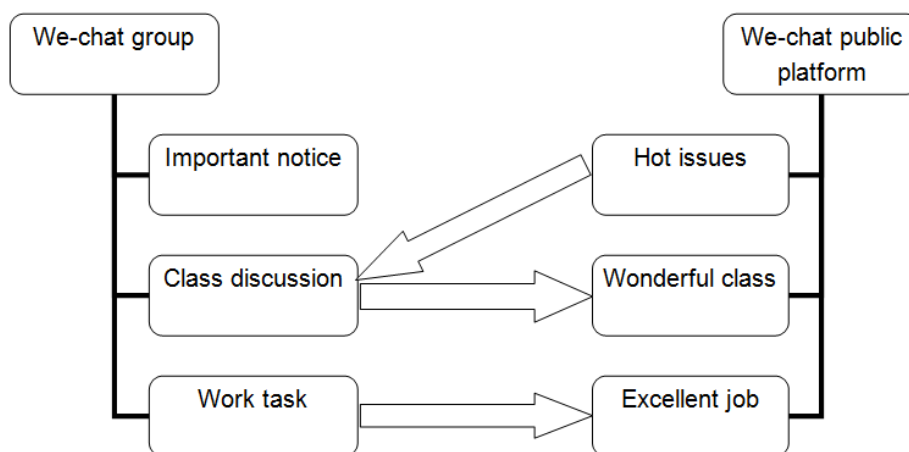 We-chat group
We-chat public
platform
Important notice
Hot issues
Class discussion
Wonderful class
Work task
Excellent job